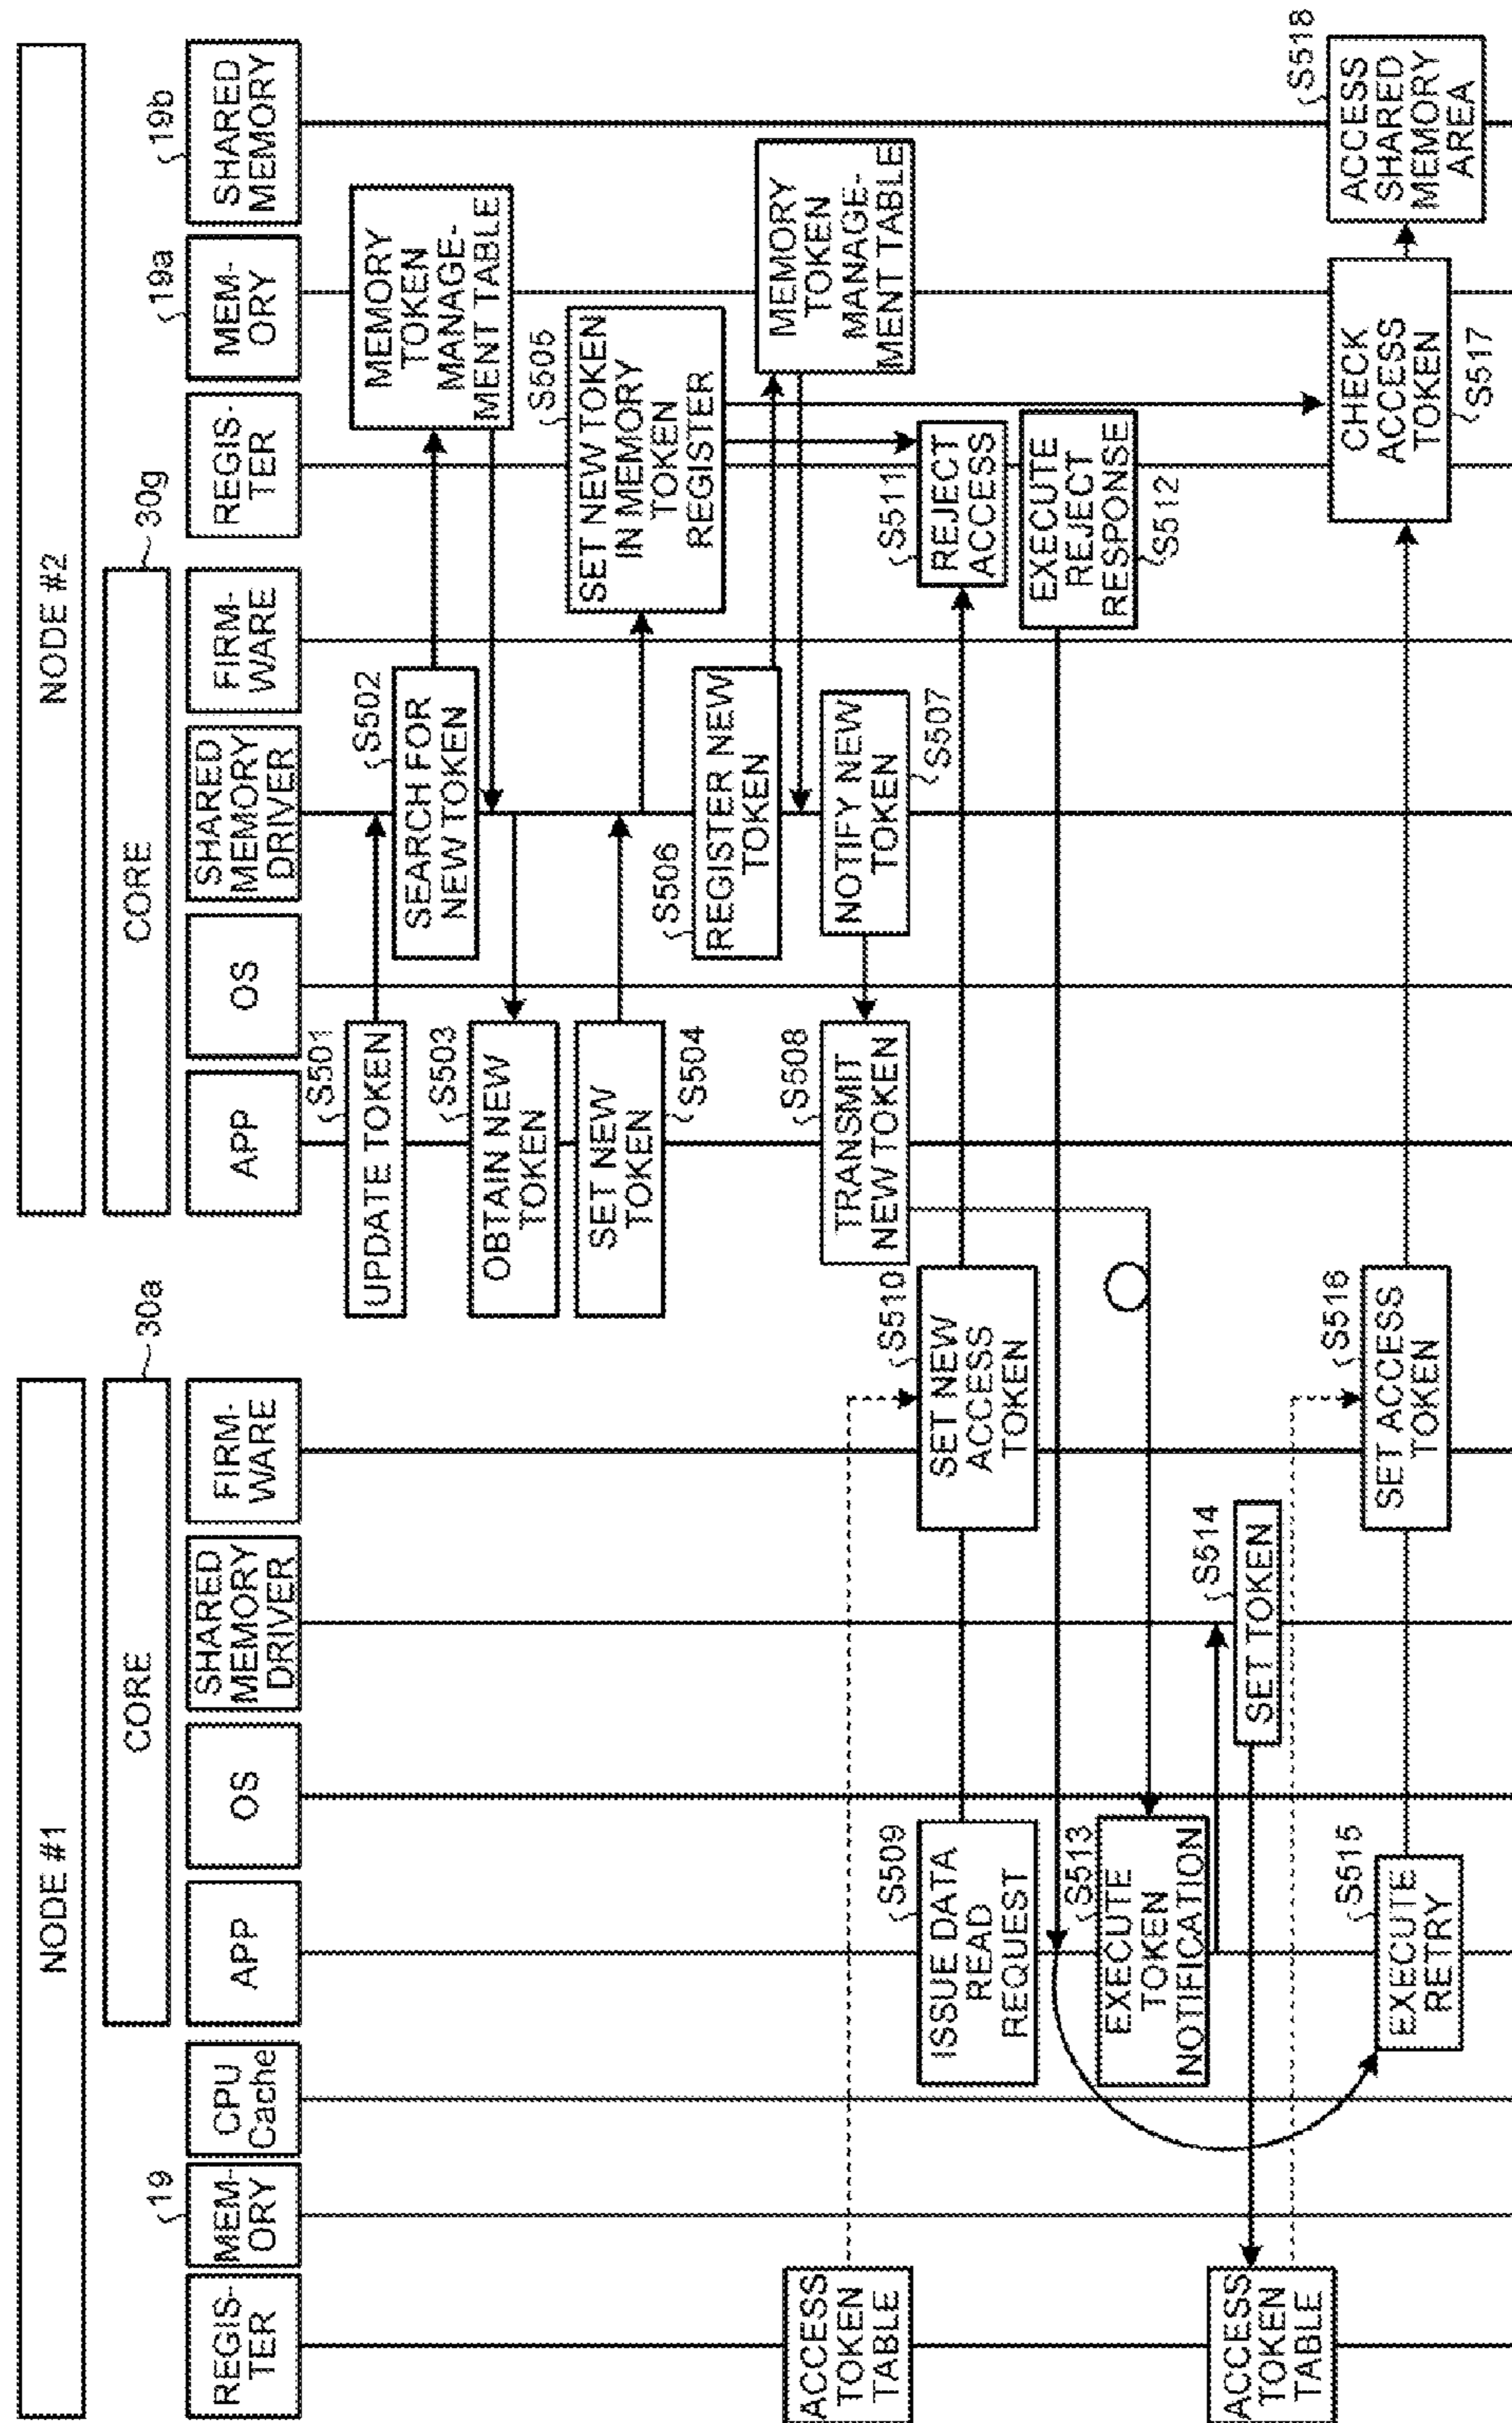 NODE #1
NODE #2
CORE
30a
CORE
30g
REGIS-
TER
19
MEM-
ORY
CPU
Cache
APP
OS
SHARED
MEMORY
DRIVER
FIRM-
WARE
APP
OS
SHARED
MEMORY
DRIVER
FIRM-
WARE
REGIS-
TER
19a
MEM-
ORY
19b
SHARED
MEMORY
S501
UPDATE TOKEN
S502
SEARCH FOR
NEW TOKEN
MEMORY
TOKEN
MANAGE-
MENT TABLE
S503
OBTAIN NEW
TOKEN
SET NEW
TOKEN
S504
S505
SET NEW TOKEN
IN MEMORY
TOKEN
REGISTER
S506
REGISTER NEW
TOKEN
MEMORY
TOKEN
MANAGE-
MENT TABLE
NOTIFY NEW
TOKEN
S507
S508
TRANSMIT
NEW TOKEN
ACCESS
TOKEN
TABLE
S509
ISSUE DATA
READ
REQUEST
S510
SET NEW
ACCESS
TOKEN
S511
REJECT
ACCESS
EXECUTE
REJECT
RESPONSE
S512
S513
EXECUTE
TOKEN
NOTIFICATION
S514
SET TOKEN
ACCESS
TOKEN
TABLE
S515
EXECUTE
RETRY
S516
SET ACCESS
TOKEN
CHECK
ACCESS
TOKEN
S517
S518
ACCESS
SHARED
MEMORY
AREA